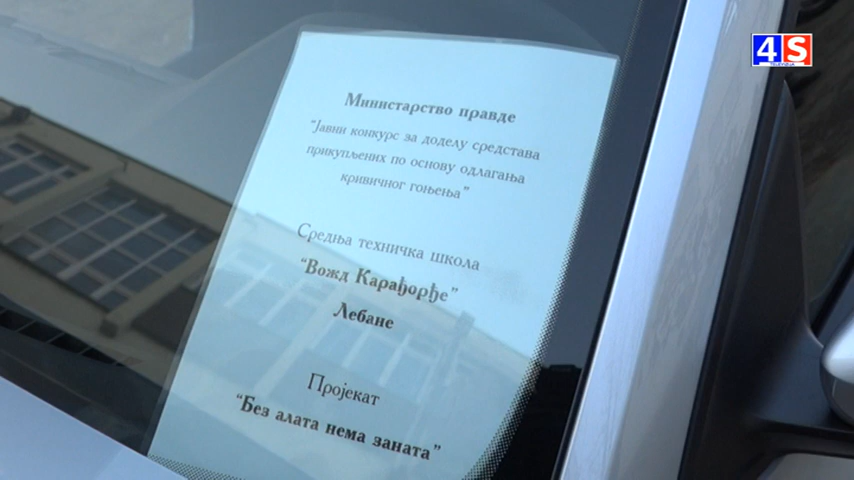 4S
Министарство правде
"Јавни конкурс за доделу средстава
прикупљених по основу одлагања
кривичног гоњења"
Средња техничка школа
"Вожд Карађорђе"
Лебане
Пројекат
"Без алата нема заната"